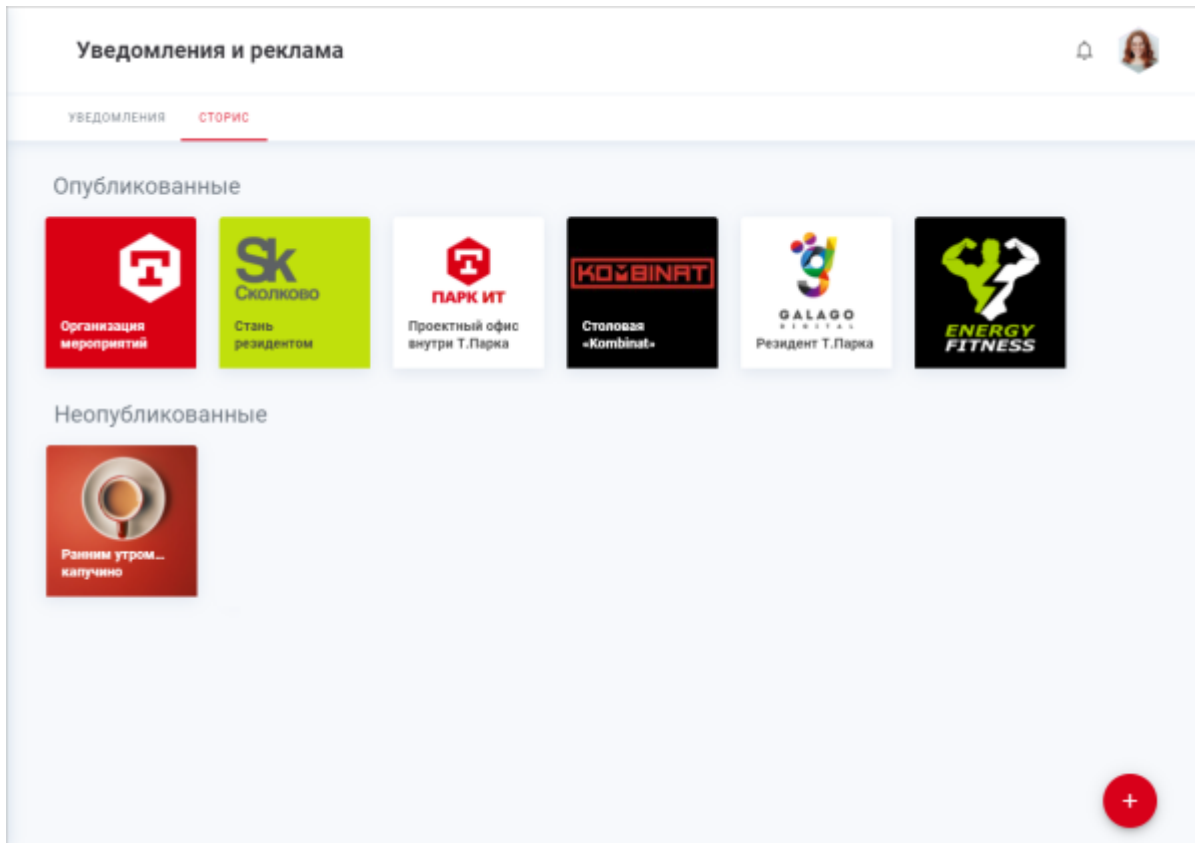 Уведомления и реклама
УВЕДОМЛЕНИЯ
СТОРИС
Опубликованные
Организация
мероприятий
Sk
Сколково
Стань
резидентом
ПАРК ИТ
Проектный офис
внутри Т.Парка
KOMBINAT
Столовая
«Kombinat»
GALAGO
DIGITAL
Резидент Т.Парка
ENERGY
FITNESS
Неопубликованные
Ранним утром...
капучино